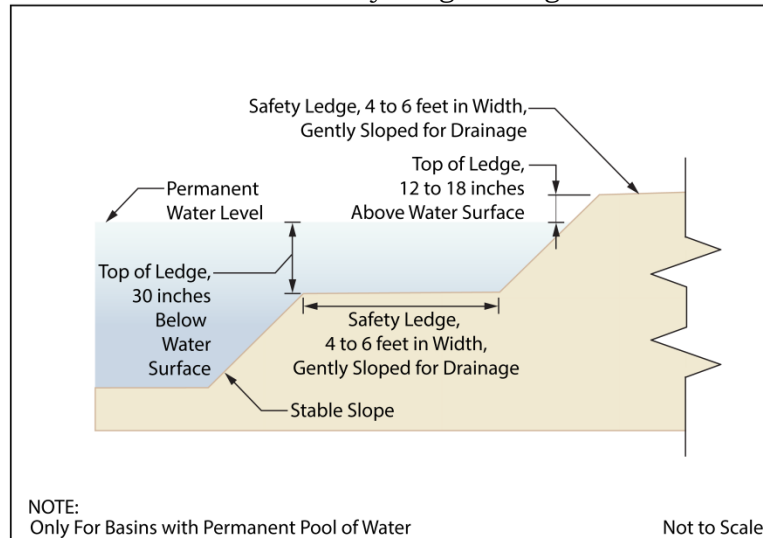 Safety Ledge, 4 to 6 feet in Width,
Gently Sloped for Drainage
Top of Ledge,
12 to 18 inches
Above Water Surface
Permanent
Water Level
Top of Ledge,
30 inches
Below
Water
Surface
Safety Ledge,
4 to 6 feet in Width,
Gently Sloped for Drainage
Stable Slope
NOTE:
Only For Basins with Permanent Pool of Water
Not to Scale